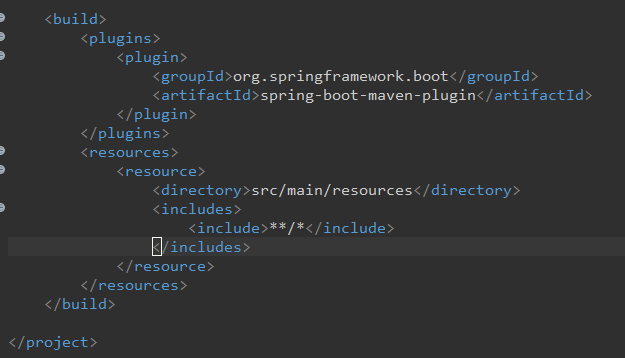 <build>
<plugins>
<plugin>
<groupId>org.springframework.boot</groupId>
<artifactId>spring-boot-maven-plugin</artifactId>
</plugin>
</plugins>
<resources>
<resource>
<directory>src/main/resources</directory>
<includes>
<include>**/*</include>
</includes>
</resource>
</resources>
</build>
</project>